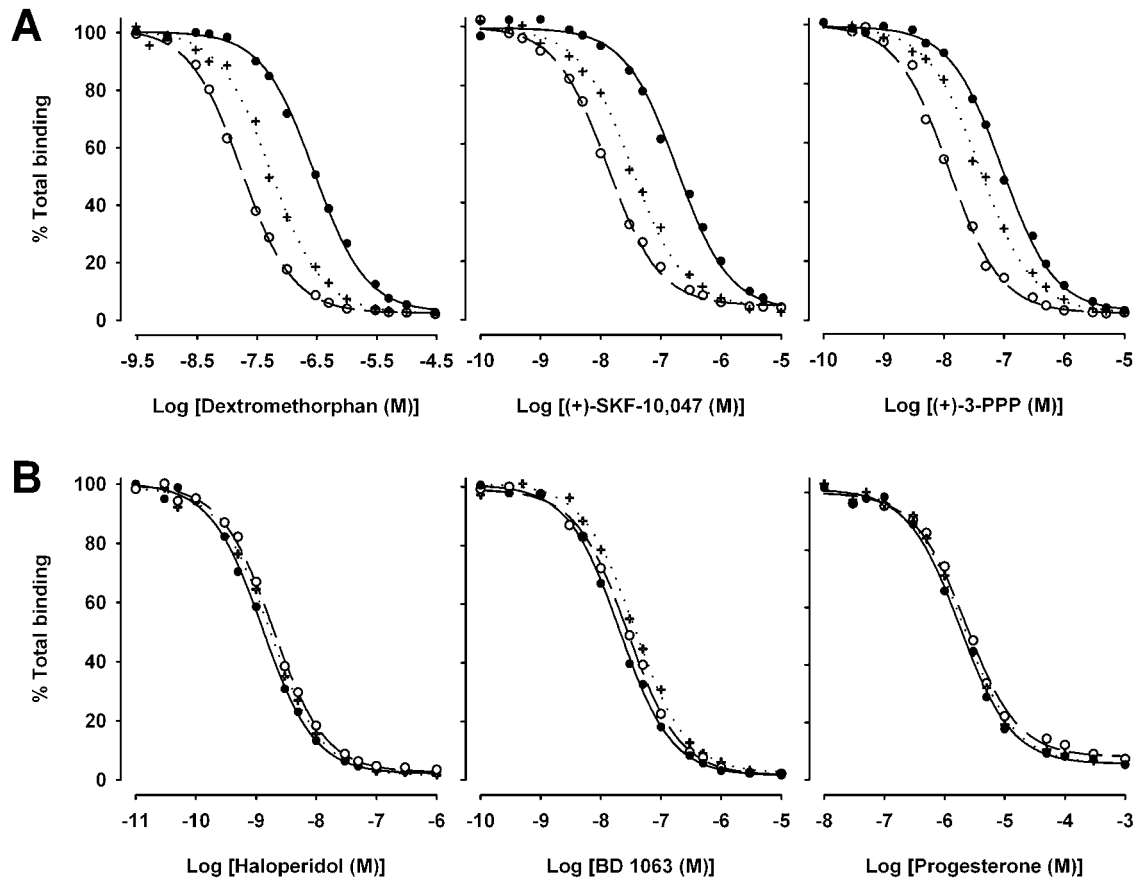 A
% Total binding
100
80
60
40
20
0
-9.5 -8.5 -7.5 -6.5 -5.5 -4.5
-10 -9 -8 -7 -6 -5
-10 -9 -8 -7 -6 -5
Log [Dextromethorphan (M)]
Log [(+)-SKF-10,047 (M)]
Log [(+)-3-PPP (M)]
B
% Total binding
100
80
60
40
20
0
-11 -10 -9 -8 -7 -6
-10 -9 -8 -7 -6 -5
-8 -7 -6 -5 -4 -3
Log [Haloperidol (M)]
Log [BD 1063 (M)]
Log [Progesterone (M)]